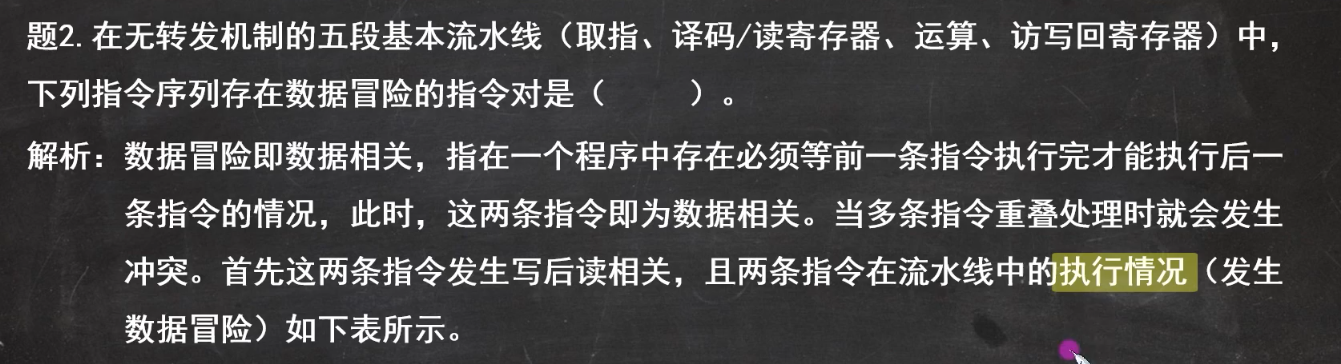 题2. 在无转发机制的五段基本流水线（取指、译码/读寄存器、运算、访写回寄存器）中，
下列指令序列存在数据冒险的指令对是（　　）。
解析：数据冒险即数据相关，指在一个程序中存在必须等前一条指令执行完才能执行后一
条指令的情况，此时，这两条指令即为数据相关。当多条指令重叠处理时就会发生
冲突。首先这两条指令发生写后读相关，且两条指令在流水线中的执行情况（发生
数据冒险）如下表所示。